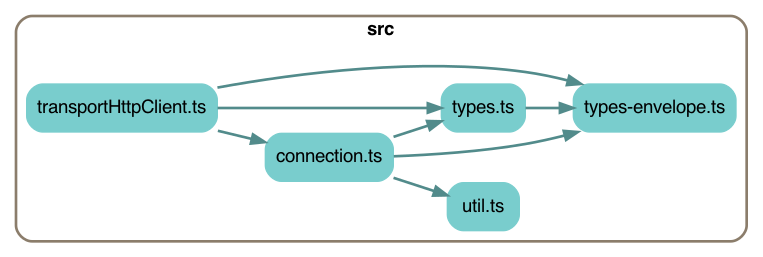 src
transportHttpClient.ts
types.ts
types-envelope.ts
connection.ts
util.ts